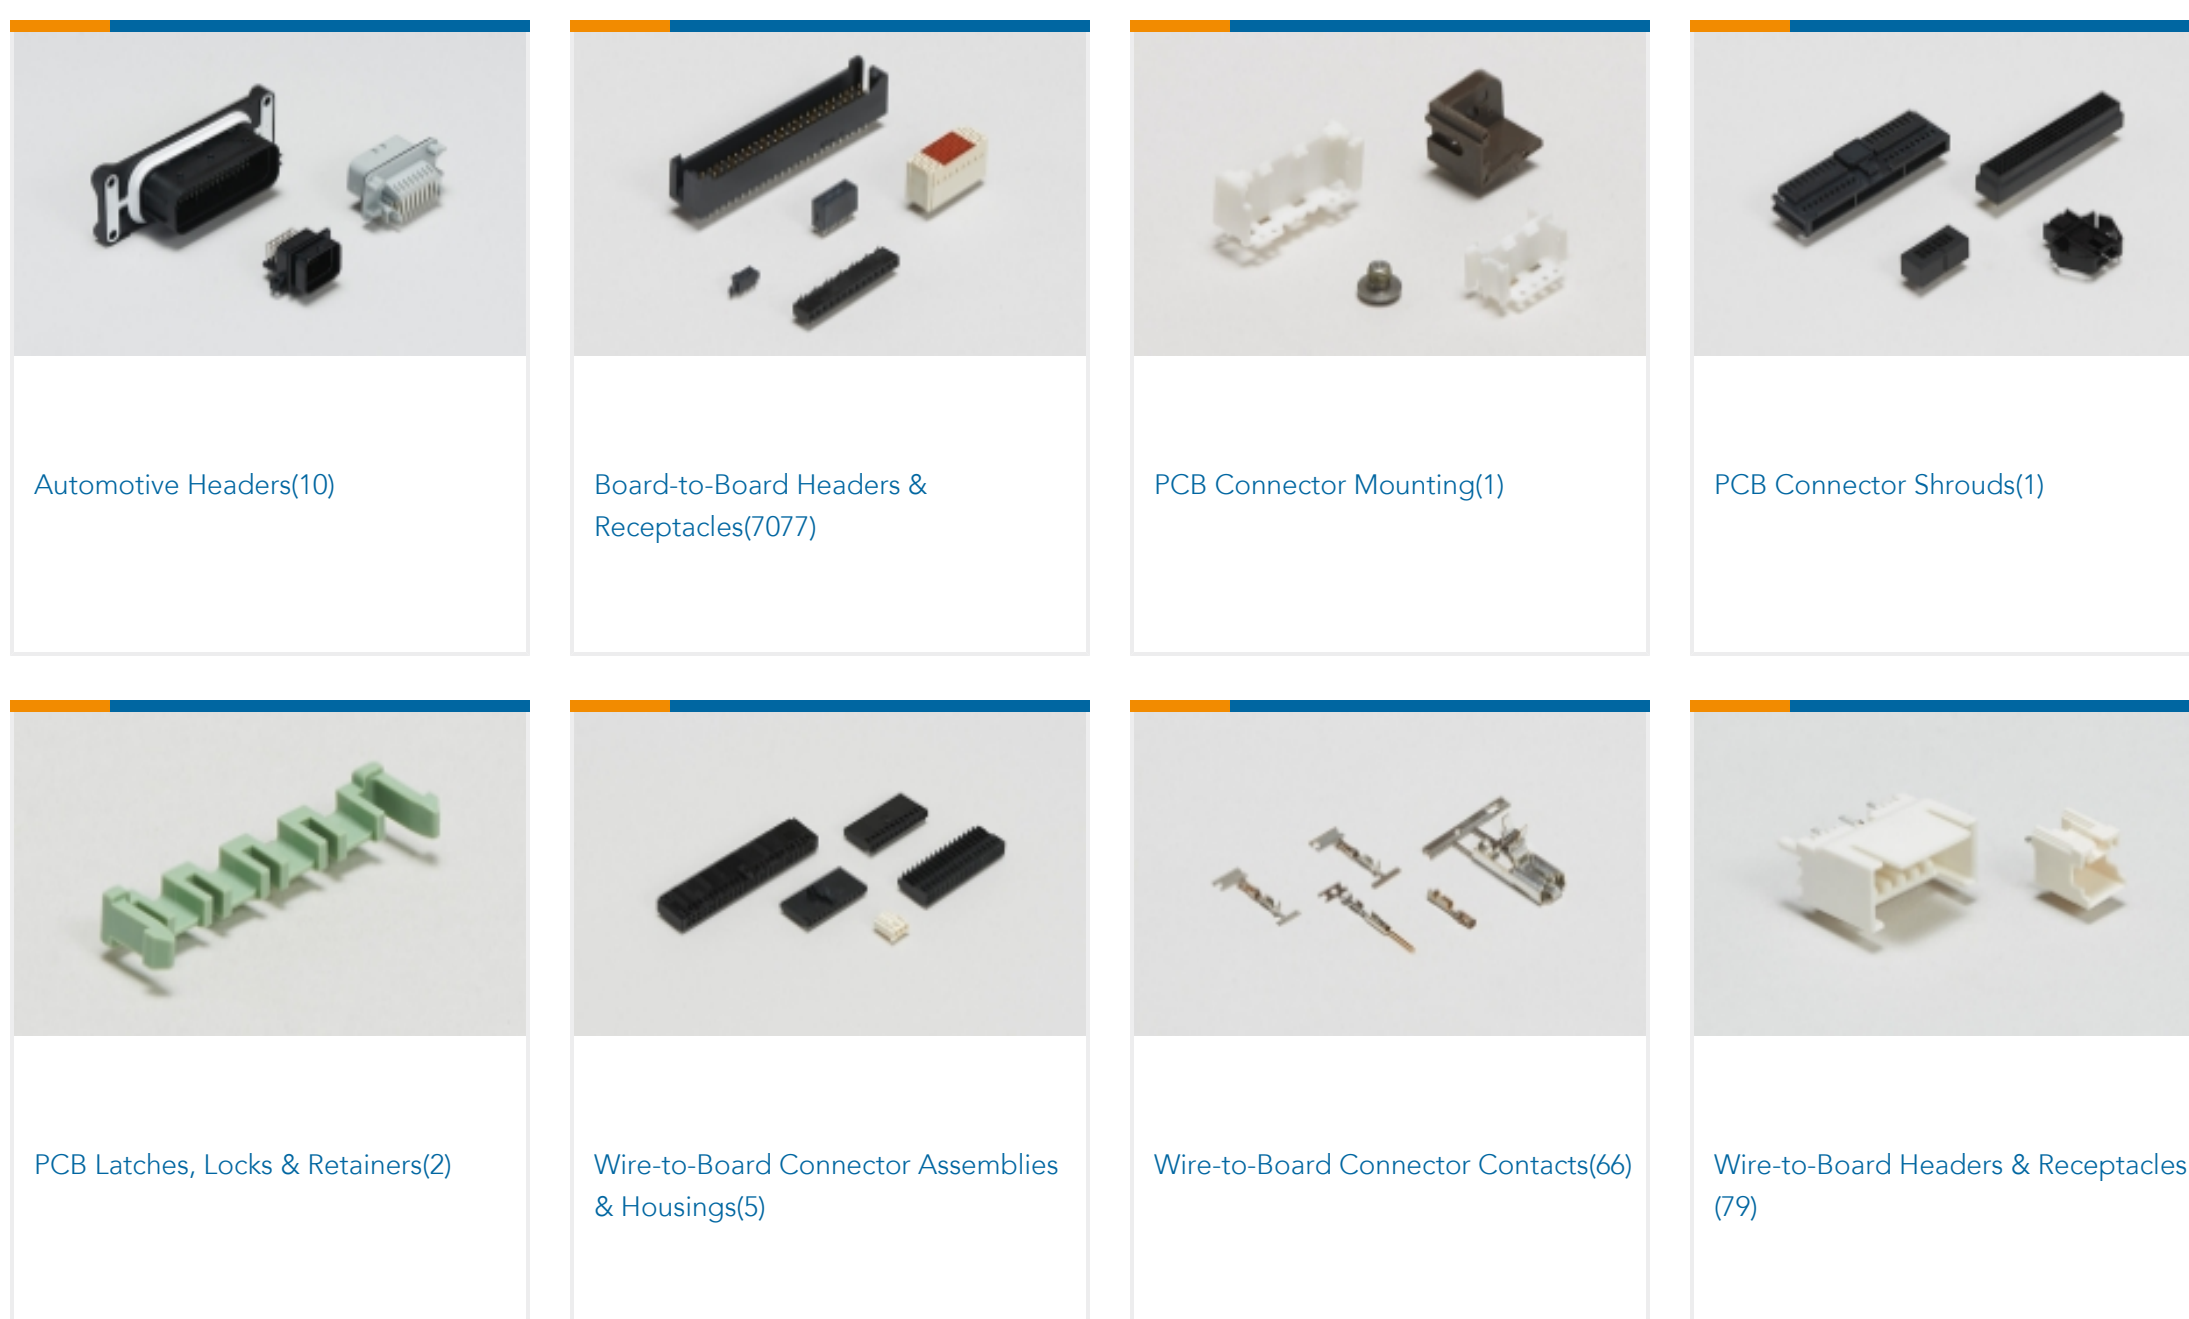 Automotive Headers(10)
Board-to-Board Headers &
Receptacles(7077)
PCB Connector Mounting(1)
PCB Connector Shrouds(1)
PCB Latches, Locks & Retainers(2)
Wire-to-Board Connector Assemblies
& Housings(5)
Wire-to-Board Connector Contacts(66)
Wire-to-Board Headers & Receptacles
(79)